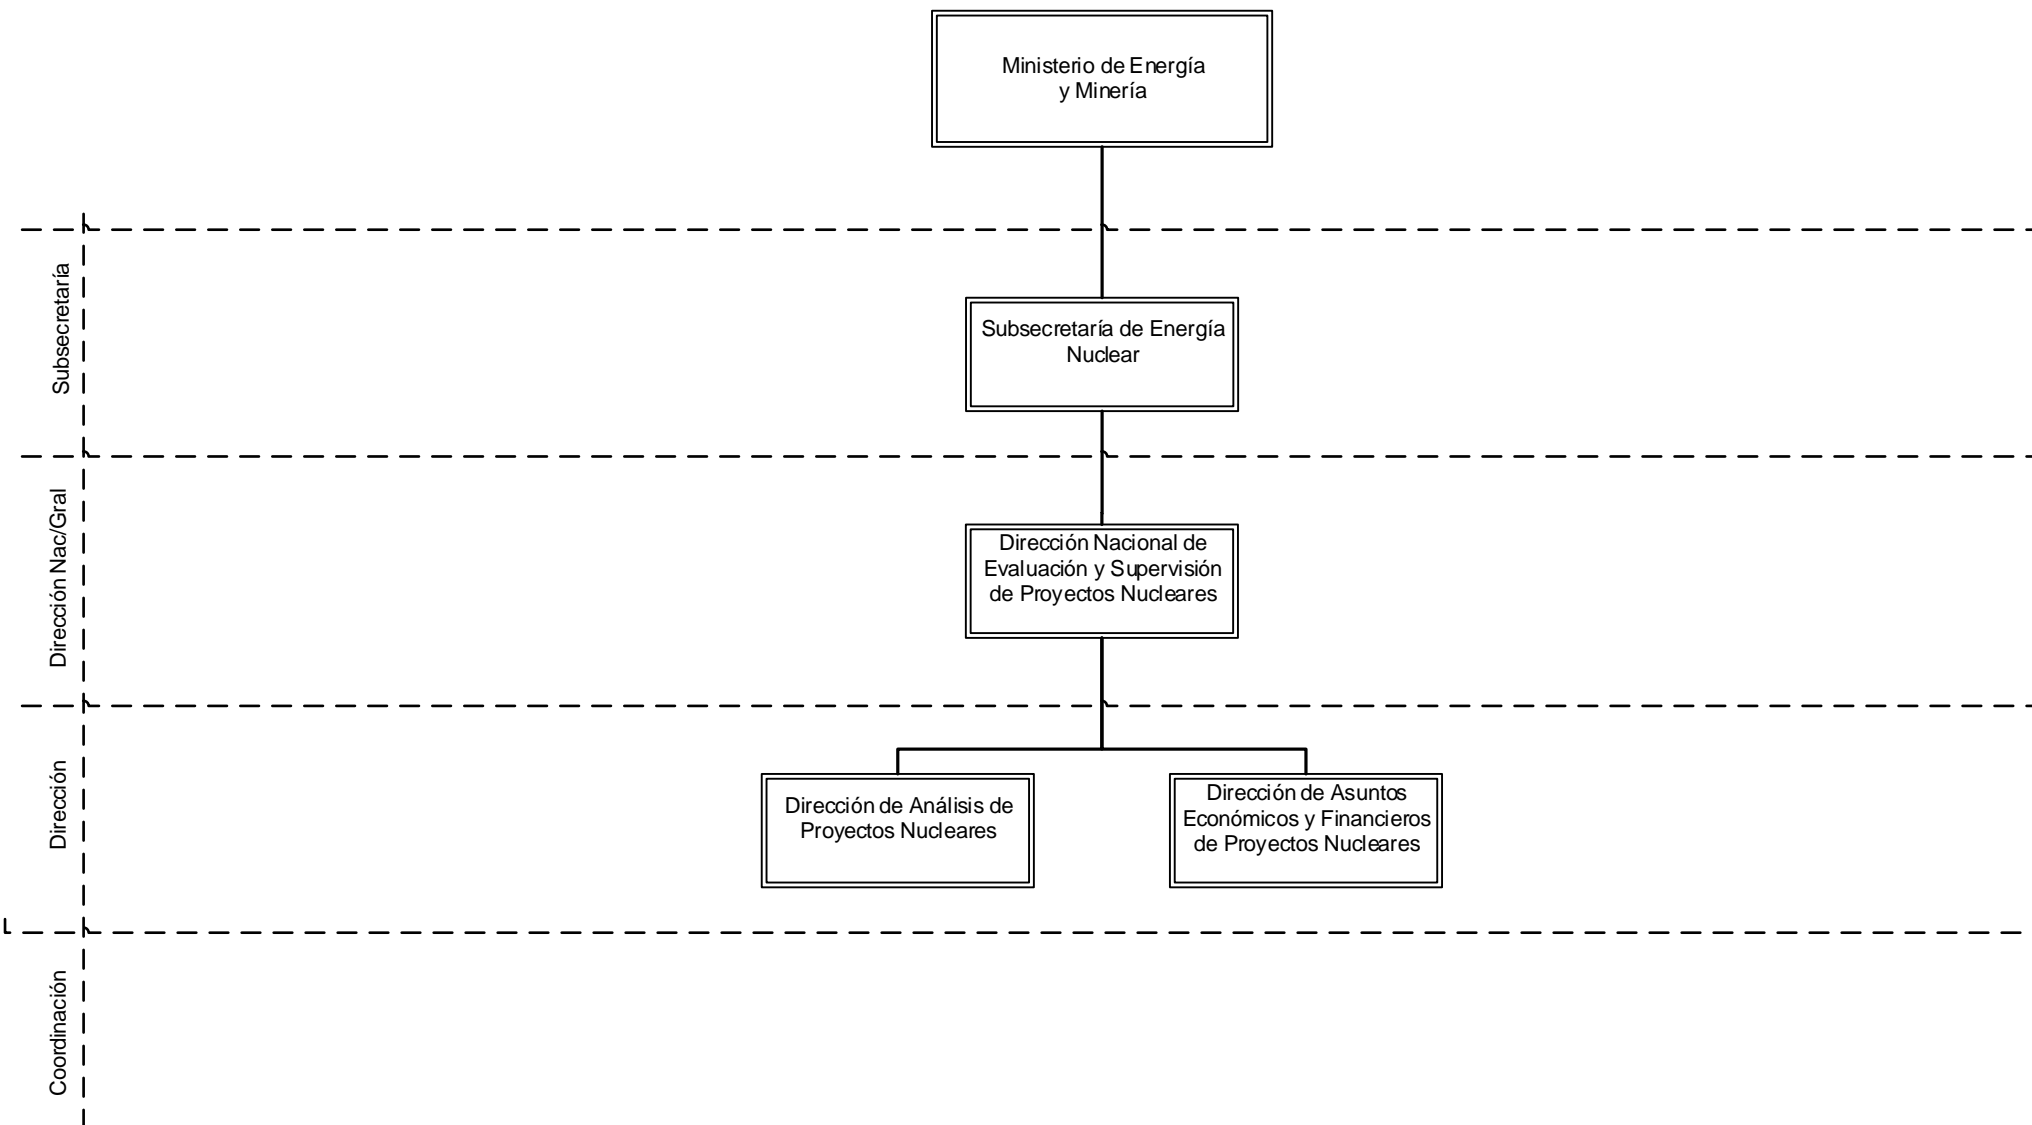 Ministerio de Energía
y Minería
Subsecretaría
Subsecretaría de Energía
Nuclear
Dirección Nac/Gral
Dirección Nacional de
Evaluación y Supervisión
de Proyectos Nucleares
Dirección
Dirección de Análisis de
Proyectos Nucleares
Dirección de Asuntos
Económicos y Financieros
de Proyectos Nucleares
Coordinación